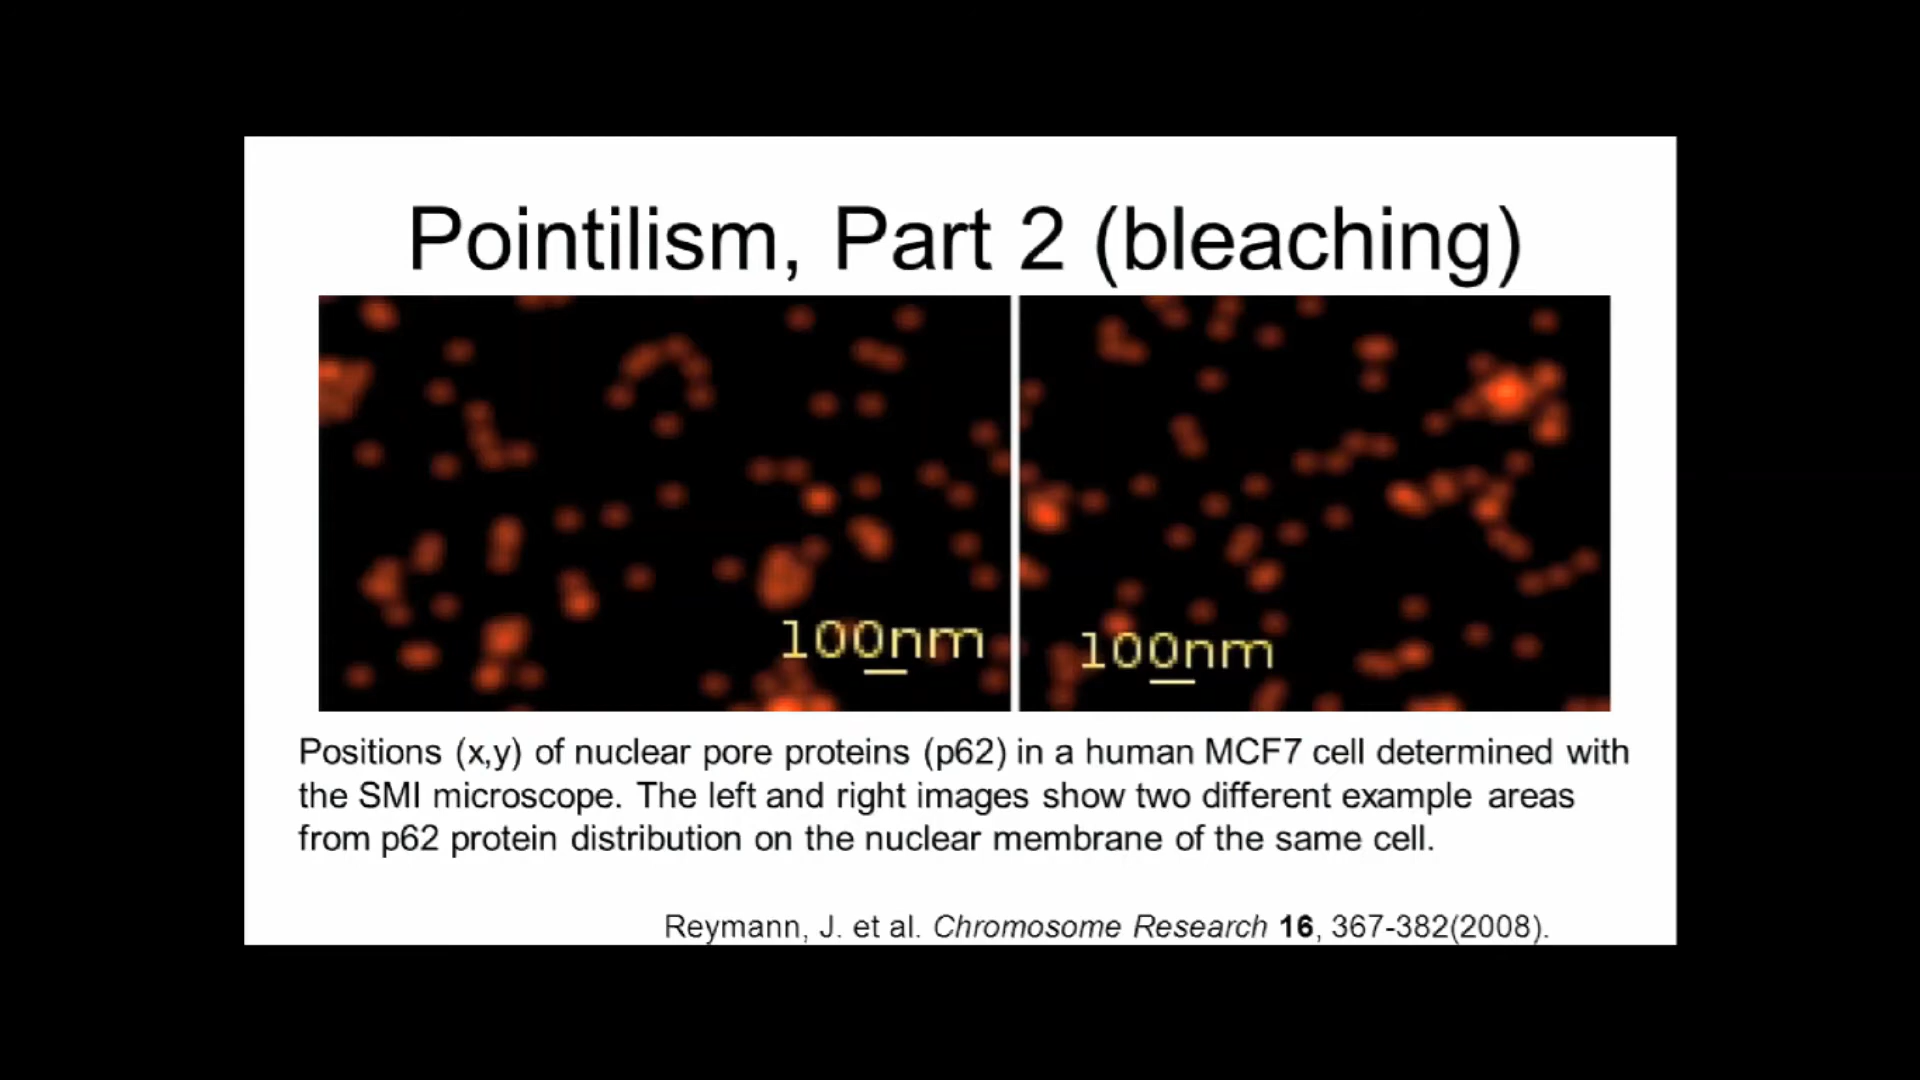 Pointilism, Part 2 (bleaching)
100nm
100nm
Positions (x,y) of nuclear pore proteins (p62) in a human MCF7 cell determined with
the SMI microscope. The left and right images show two different example areas
from p62 protein distribution on the nuclear membrane of the same cell.
Reymann, J. et al. Chromosome Research 16, 367-382(2008).